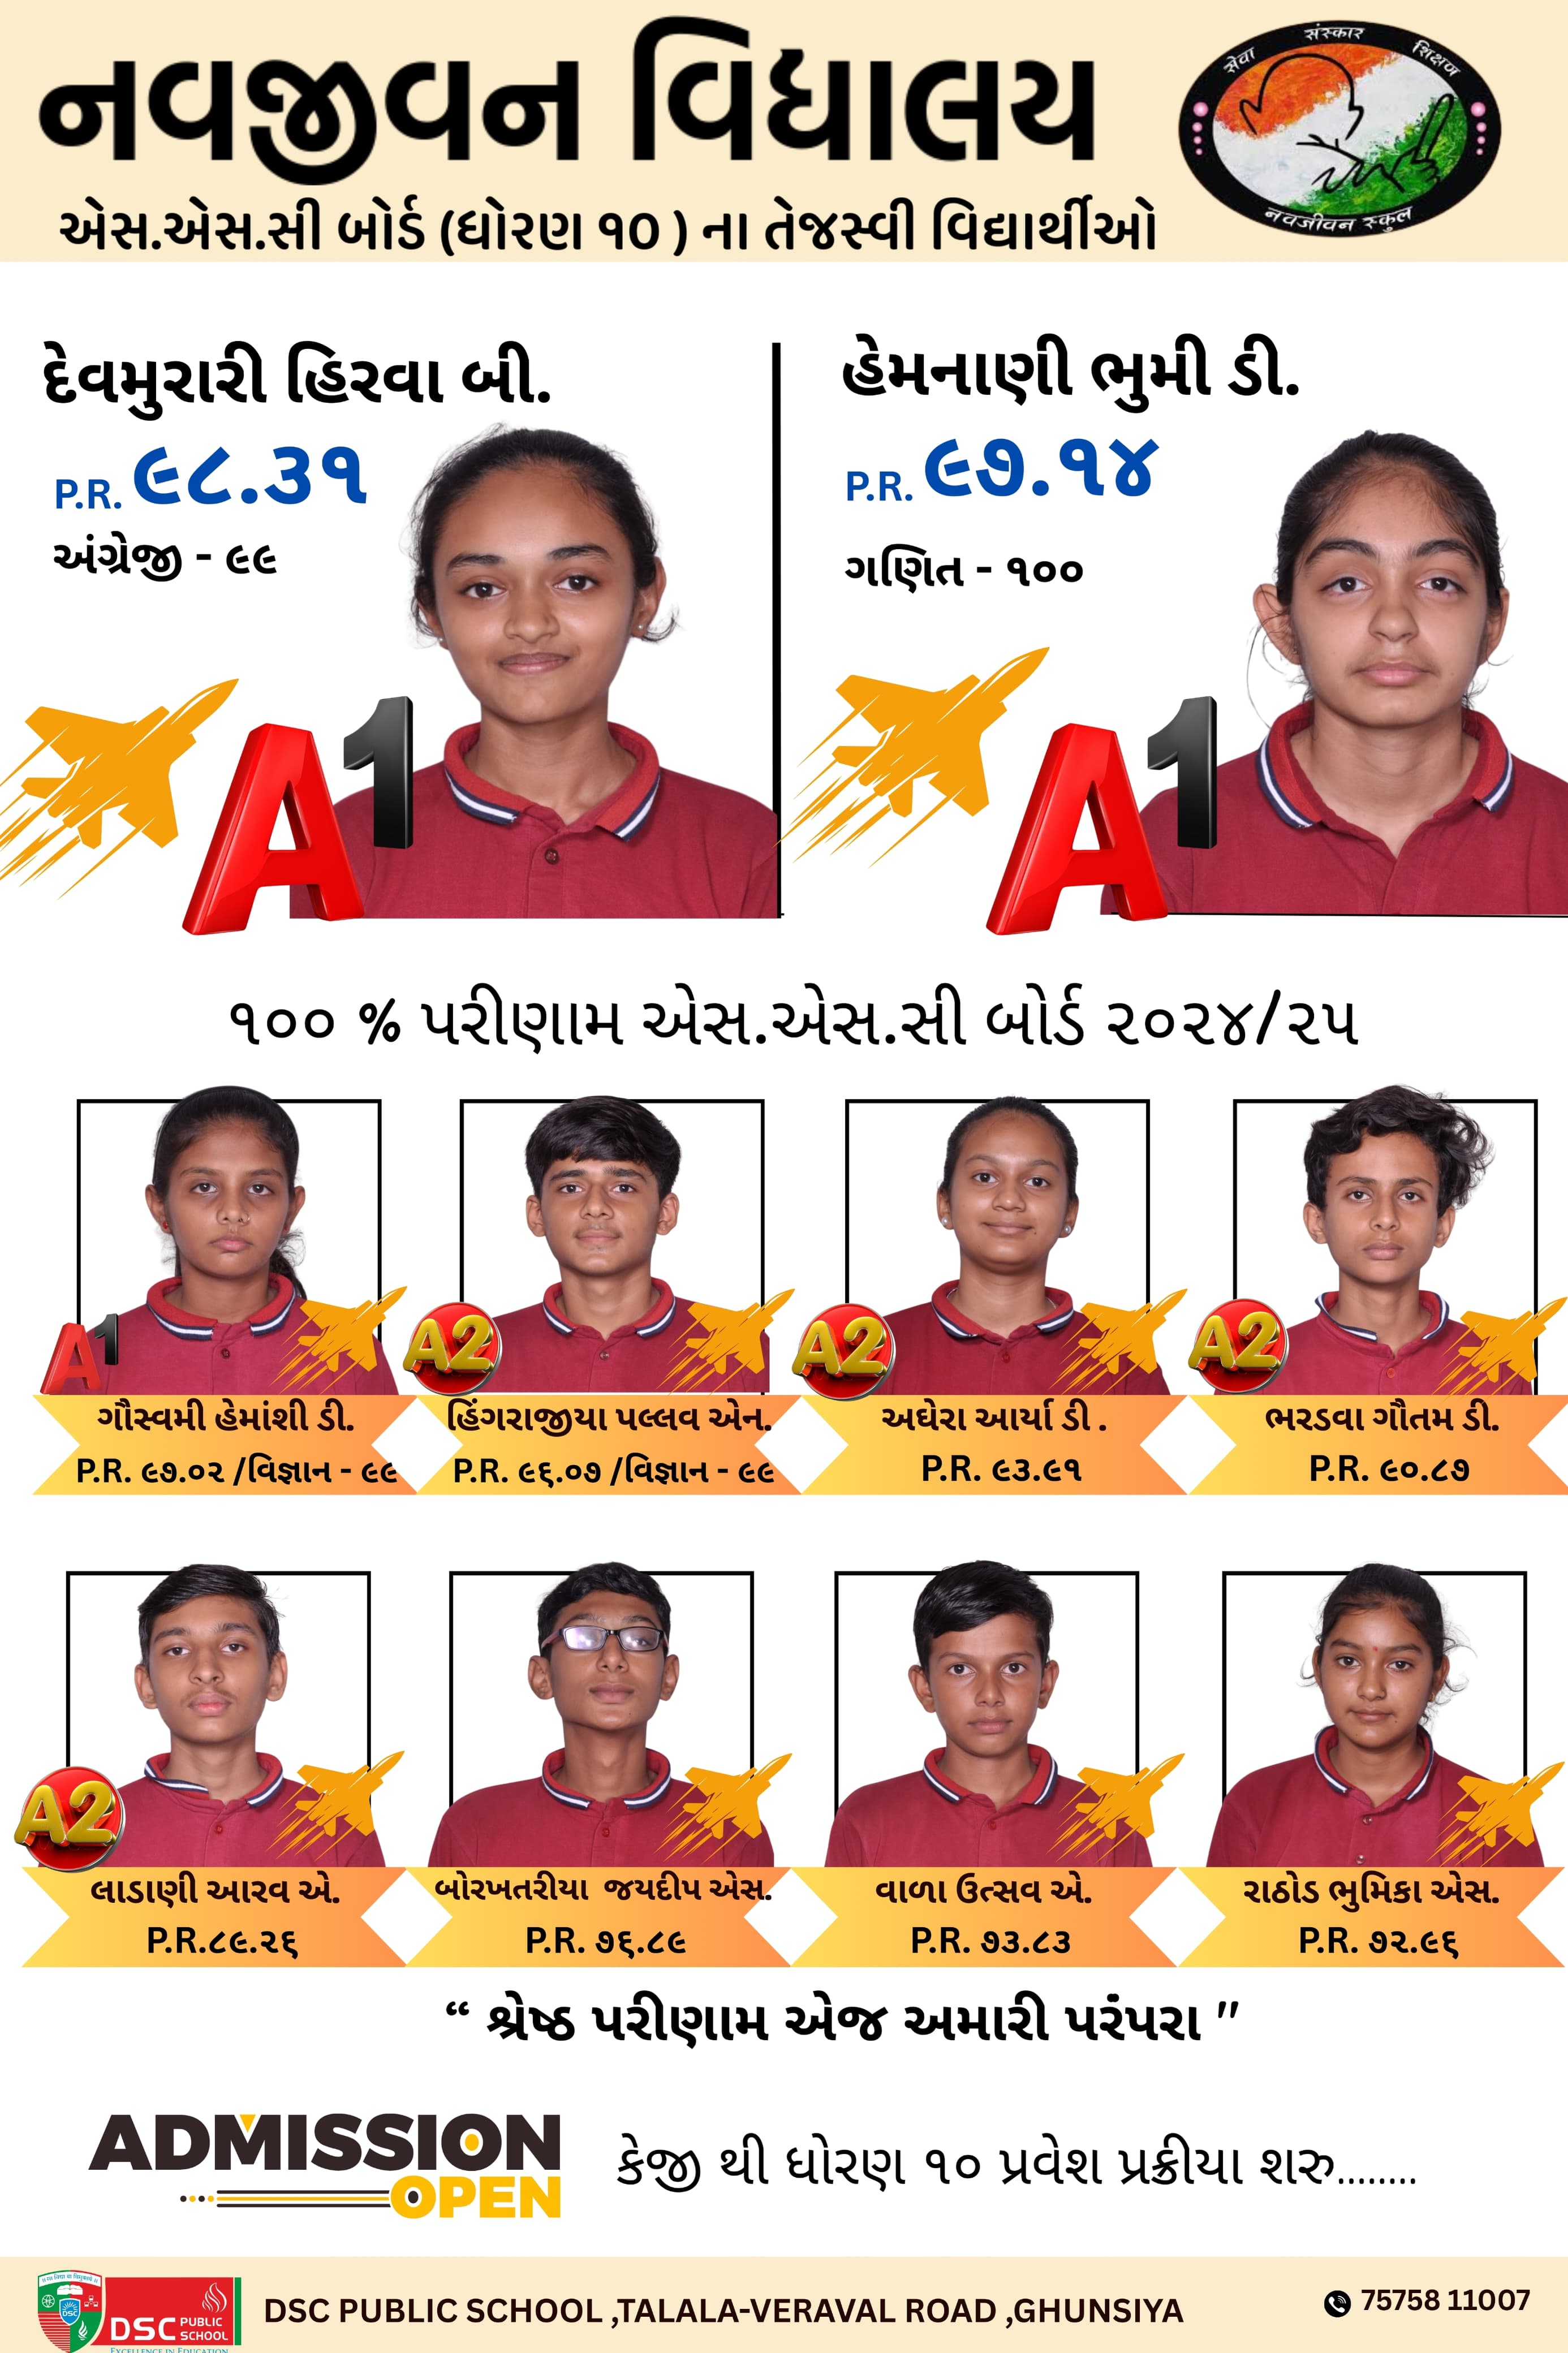 નવજીવન વિદ્યાલય
સેવા સંસ્કાર શિક્ષણ
નવજીવન સ્કુલ
એસ.એસ.સી બોર્ડ (ધોરણ ૧૦ ) ના તેજસ્વી વિદ્યાર્થીઓ
દેવમુરારી હિરવા બી.
P.R. ૯૮.૩૧
અંગ્રેજી - ૯૯
A1
હેમનાણી ભુમી ડી.
P.R. ૯૭.૧૪
ગણિત - ૧૦૦
A1
૧૦૦ % પરીણામ એસ.એસ.સી બોર્ડ ૨૦૨૪/૨૫
A1
ગૌસ્વમી હેમાંશી ડી.
P.R. ૯૭.૦૨ /વિજ્ઞાન - ૯૯
A2
હિંગરાજીયા પલ્લવ એન.
P.R. ૯૬.૦૭ /વિજ્ઞાન - ૯૯
A2
અઘેરા આર્યા ડી .
P.R. ૯૩.૯૧
A2
ભરડવા ગૌતમ ડી.
P.R. ૯૦.૮૭
A2
લાડાણી આરવ એ.
P.R.૮૯.૨૬
બોરખતરીયા જયદીપ એસ.
P.R. ૭૬.૮૯
વાળા ઉત્સવ એ.
P.R. ૭૩.૮૩
રાઠોડ ભુમિકા એસ.
P.R. ૭૨.૯૬
“ શ્રેષ્ઠ પરીણામ એજ અમારી પરંપરા ”
ADMISSION
OPEN
કેજી થી ધોરણ ૧૦ પ્રવેશ પ્રક્રીયા શરુ........
DSC
DSC PUBLIC SCHOOL
EXCELLENCE IN EDUCATION
DSC PUBLIC SCHOOL ,TALALA-VERAVAL ROAD ,GHUNSIYA
75758 11007